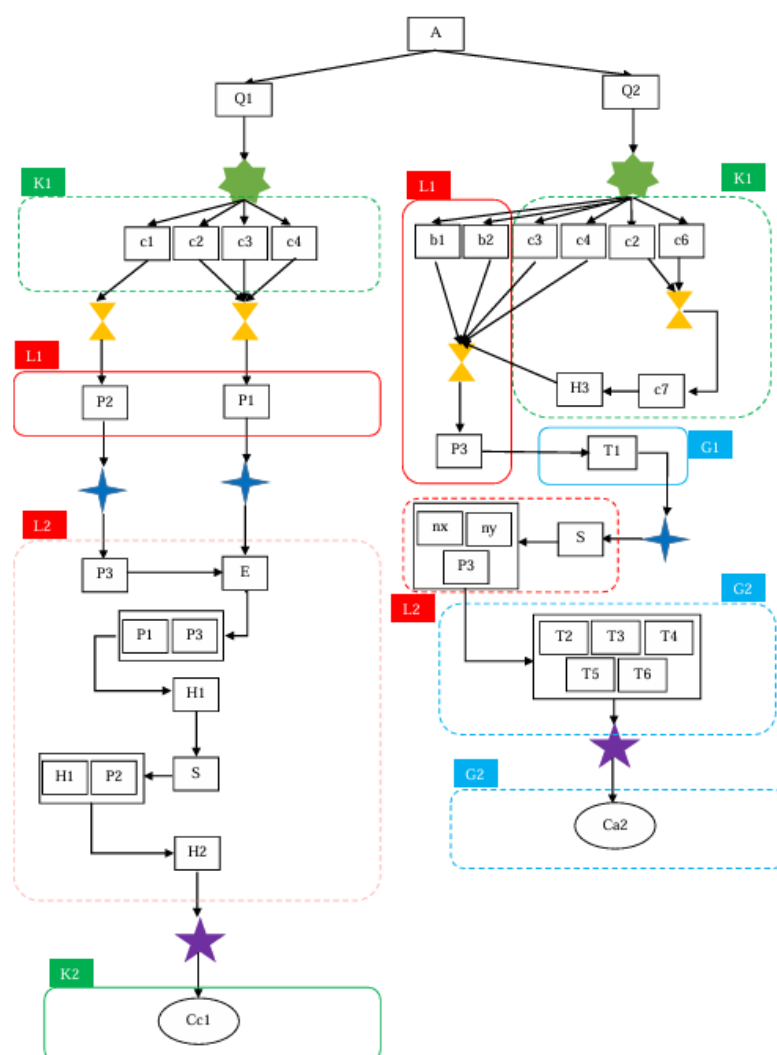 A
Q1
Q2
K1
L1
K1
c1 c2 c3 c4
b1 b2 c3 c4 c2 c6
L1
H3 c7
P2 P1
P3
T1
G1
L2
nx ny
S
P3
P3 E
G2
L2
P1 P3
T2 T3 T4
T5 T6
H1
S
H1 P2
G2
Ca2
H2
K2
Cc1